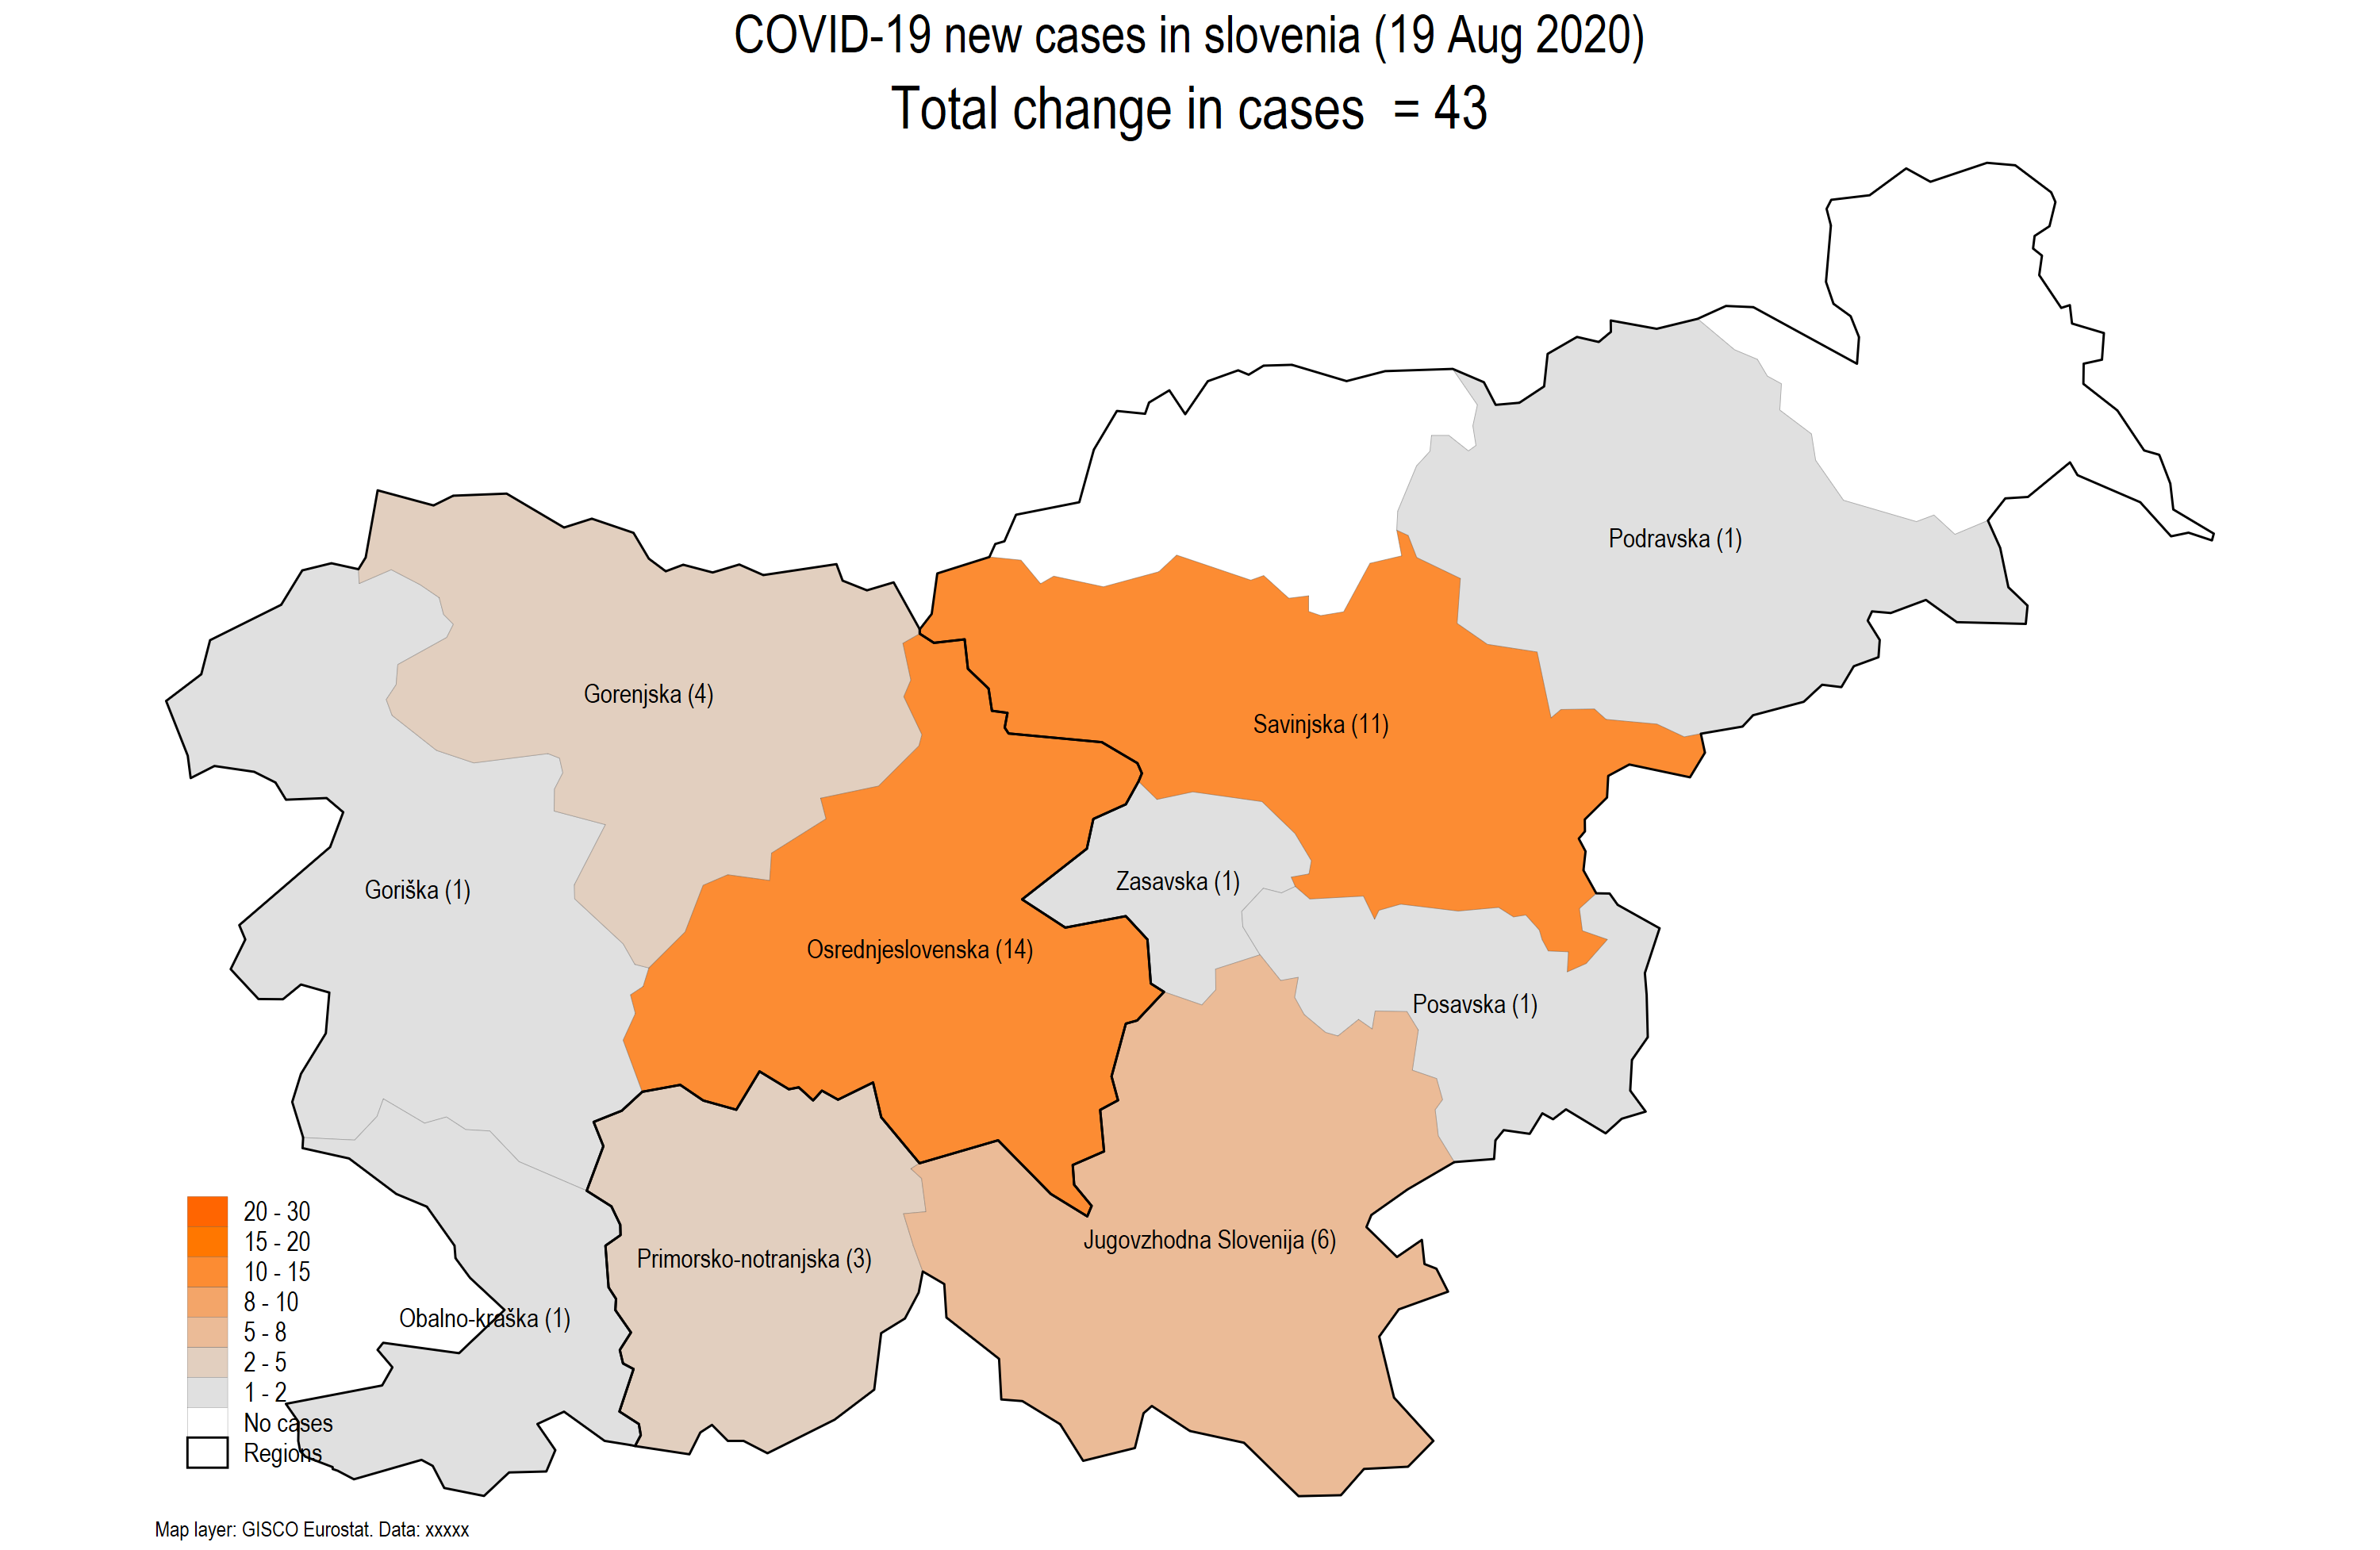 COVID-19 new cases in slovenia (19 Aug 2020)
Total change in cases  = 43
Podravska (1)
Gorenjska (4)
Savinjska (11)
Zasavska (1)
Goriška (1)
Osrednjeslovenska (14)
Posavska (1)
Jugovzhodna Slovenija (6)
Primorsko-notranjska (3)
Obalno-kraška (1)
20 - 30
15 - 20
10 - 15
8 - 10
5 - 8
2 - 5
1 - 2
No cases
Regions
Map layer: GISCO Eurostat. Data: xxxxx